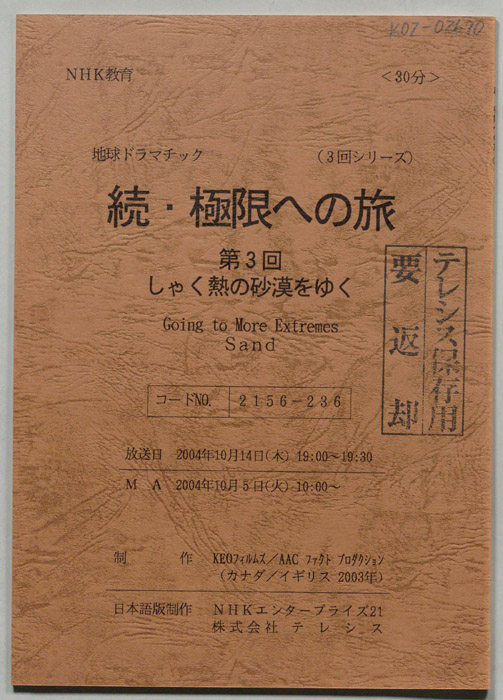 K07-02670
NHK教育 <30分>
地球ドラマチック (3回シリーズ)
続・極限への旅
第3回
しゃく熱の砂漠をゆく
Going to More Extremes
Sand
テレシス保存用
要返却
コードNO. 2156-236
放送日 2004年10月14日(木) 19:00～19:30
MA 2004年10月5日(火) 10:00～
制作 KEOフィルムズ/AAC ファクト プロダクション
(カナダ/イギリス 2003年)
日本語版制作 NHKエンタープライズ21
株式会社 テレシス